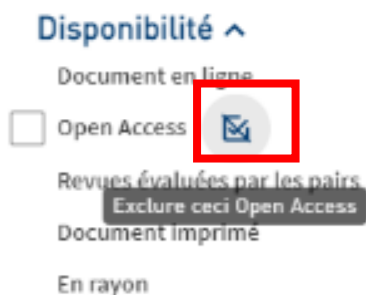 Disponibilité
Document en ligne
Open Access
Revues évaluées par les pairs
Exclure ceci Open Access
Document imprimé
En rayon